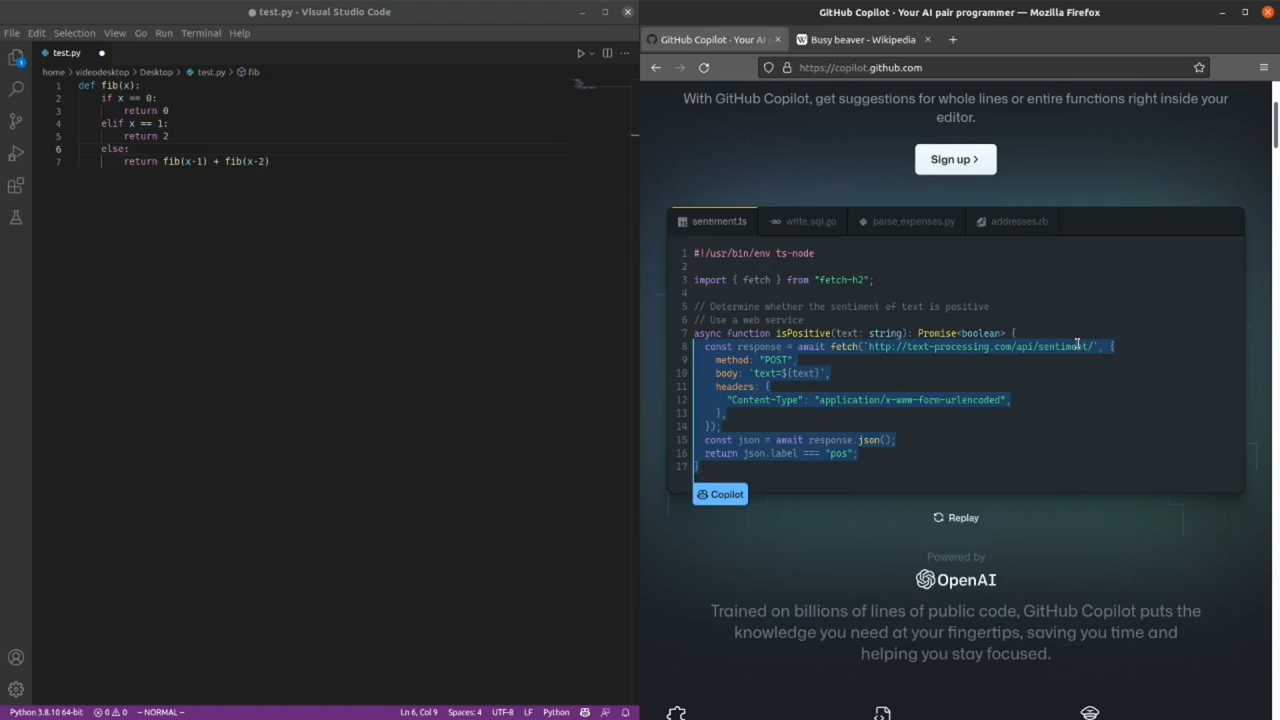 test.py - Visual Studio Code
File Edit Selection View Go Run Terminal Help
test.py
home videodesktop Desktop test.py fib
1 def fib(x):
2     if x == 0:
3         return 0
4     elif x == 1:
5         return 2
6     else:
7         return fib(x-1) + fib(x-2)
1
Python 3.8.10 64-bit 0 0 -- NORMAL -- Ln 6, Col 9 Spaces: 4 UTF-8 LF Python
GitHub Copilot · Your AI pair programmer — Mozilla Firefox
GitHub Copilot · Your AI p
W Busy beaver - Wikipedia
https://copilot.github.com
With GitHub Copilot, get suggestions for whole lines or entire functions right inside your
editor.
Sign up >
sentiment.ts write_sql.go parse_expenses.py addresses.rb
1 #!/usr/bin/env ts-node
2
3 import { fetch } from "fetch-h2";
4
5 // Determine whether the sentiment of text is positive
6 // Use a web service
7 async function isPositive(text: string): Promise<boolean> {
8   const response = await fetch(`http://text-processing.com/api/sentiment/`, {
9     method: "POST",
10     body: `text=${text}`,
11     headers: {
12       "Content-Type": "application/x-www-form-urlencoded",
13     },
14   });
15   const json = await response.json();
16   return json.label === "pos";
17 }
Copilot
Replay
Powered by
OpenAI
Trained on billions of lines of public code, GitHub Copilot puts the
knowledge you need at your fingertips, saving you time and
helping you stay focused.